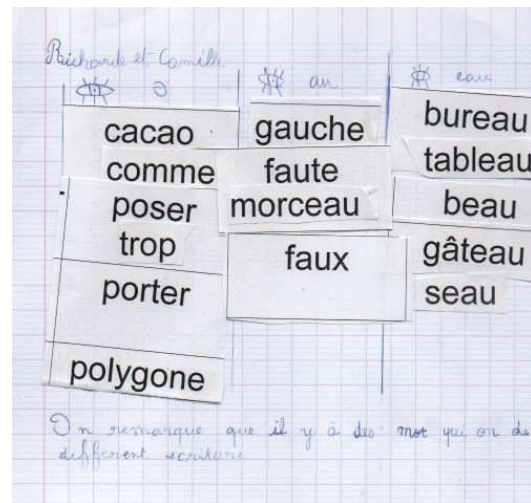 Richarde et Camille
o au eau
cacao gauche bureau
comme faute tableau
poser morceau beau
trop faux gâteau
porter seau
polygone
On remarque que il y à des mot qui on de
différent écriture